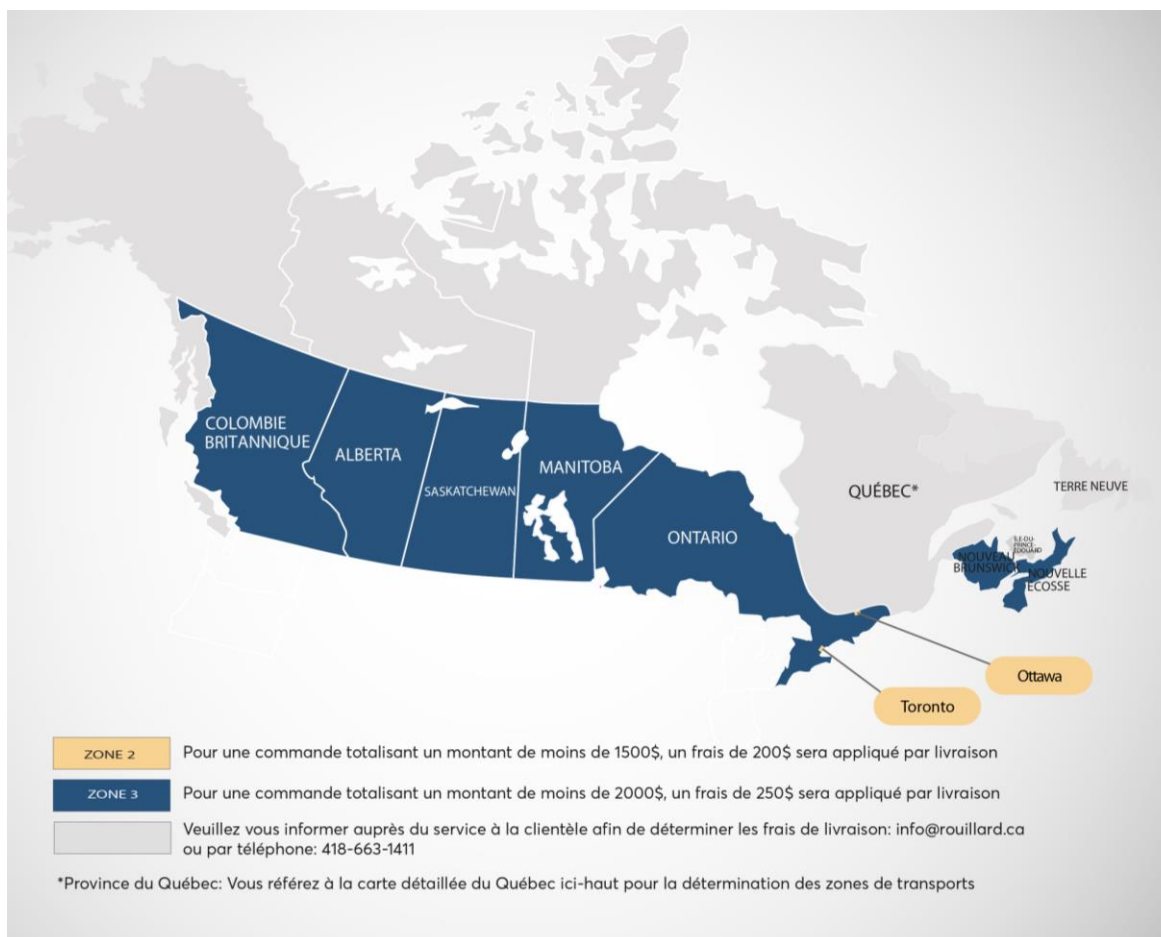 COLOMBIE
BRITANNIQUE
ALBERTA
SASKATCHEWAN
MANITOBA
ONTARIO
QUÉBEC*
TERRE NEUVE
ÎLE-DU-
PRINCE-
ÉDOUARD
NOUVEAU
BRUNSWICK
NOUVELLE
ECOSSE
Ottawa
Toronto
ZONE 2 Pour une commande totalisant un montant de moins de 1500$, un frais de 200$ sera appliqué par livraison
ZONE 3 Pour une commande totalisant un montant de moins de 2000$, un frais de 250$ sera appliqué par livraison
Veuillez vous informer auprès du service à la clientèle afin de déterminer les frais de livraison: info@rouillard.ca
ou par téléphone: 418-663-1411
*Province du Québec: Vous référez à la carte détaillée du Québec ici-haut pour la détermination des zones de transports